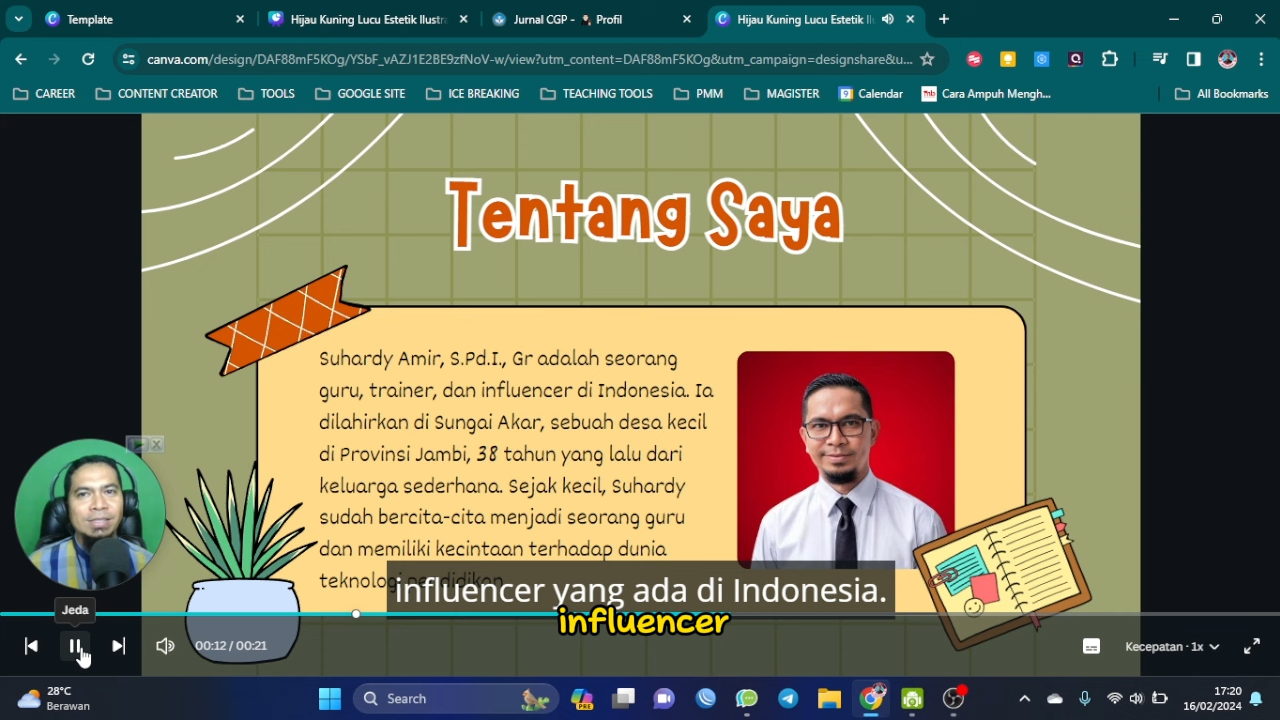 Template
Hijau Kuning Lucu Estetik Ilustra
Jurnal CGP - Profil
Hijau Kuning Lucu Estetik Il
canva.com/design/DAF88mF5KOg/YSbF_vAZJ1E2BE9zfNoV-w/view?utm_content=DAF88mF5KOg&utm_campaign=designshare&u...
CAREER
CONTENT CREATOR
TOOLS
GOOGLE SITE
ICE BREAKING
TEACHING TOOLS
PMM
MAGISTER
Calendar
Cara Ampuh Mengh...
All Bookmarks
Tentang Saya
Suhardy Amir, S.Pd.I., Gr adalah seorang
guru, trainer, dan influencer di Indonesia. Ia
dilahirkan di Sungai Akar, sebuah desa kecil
di Provinsi Jambi, 38 tahun yang lalu dari
keluarga sederhana. Sejak kecil, Suhardy
sudah bercita-cita menjadi seorang guru
dan memiliki kecintaan terhadap dunia
teknologi pendidikan.
influencer yang ada di Indonesia.
influencer
Jeda
00:12 / 00:21
Kecepatan · 1x
28°C
Berawan
Search
PRE
17:20
16/02/2024